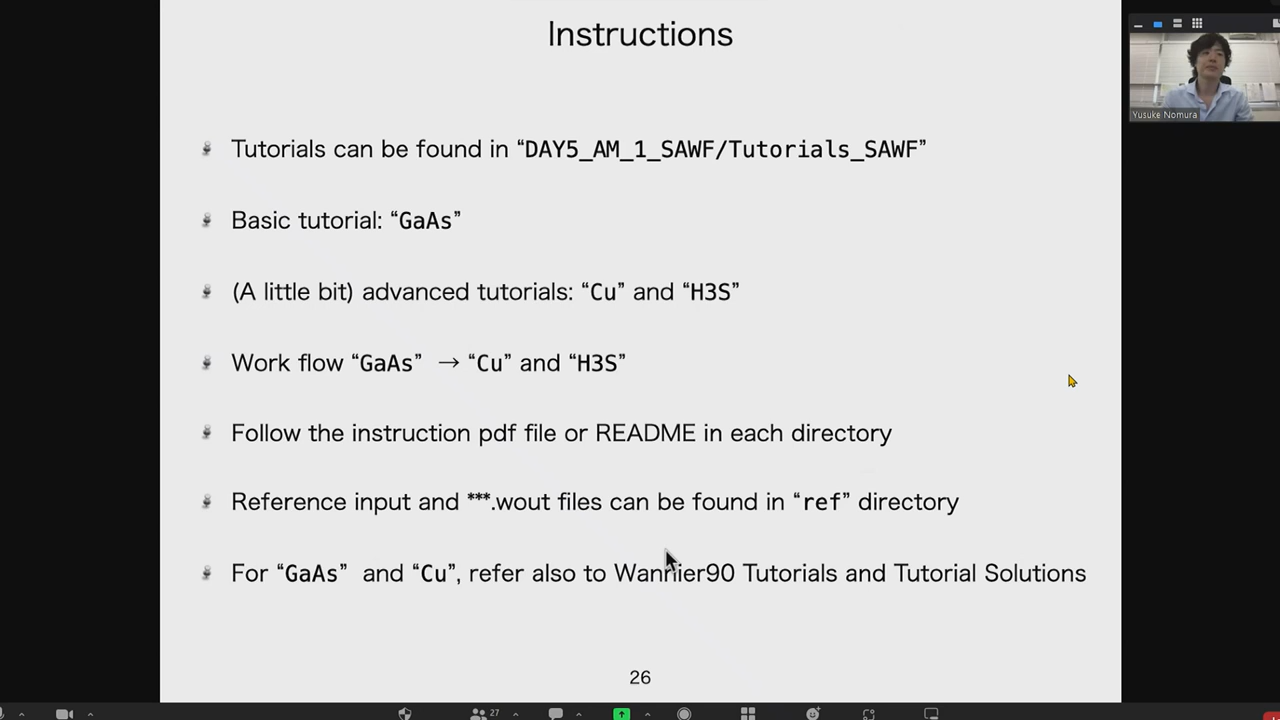 Instructions
Tutorials can be found in “DAY5_AM_1_SAWF/Tutorials_SAWF”
Basic tutorial: “GaAs”
(A little bit) advanced tutorials: “Cu” and “H3S”
Work flow “GaAs” → “Cu” and “H3S”
Follow the instruction pdf file or README in each directory
Reference input and ***.wout files can be found in “ref” directory
For “GaAs” and “Cu”, refer also to Wannier90 Tutorials and Tutorial Solutions
26
Yusuke Nomura
27